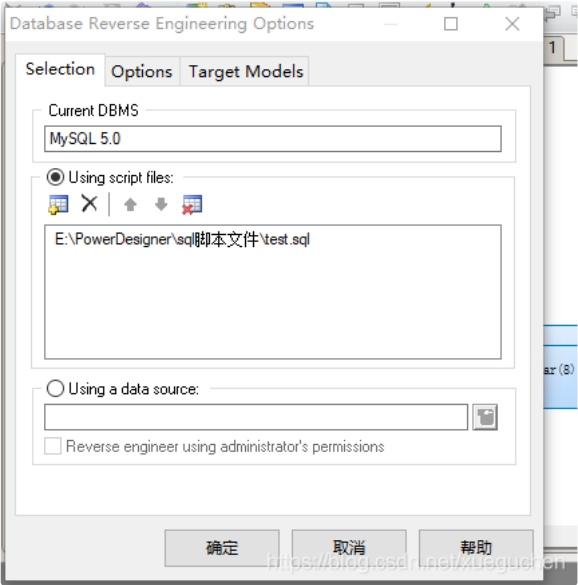 Database Reverse Engineering Options
1
Selection
Options
Target Models
Current DBMS
MySQL 5.0
Using script files:
E:\PowerDesigner\sql脚本文件\test.sql
ar(8)
Using a data source:
Reverse engineer using administrator's permissions
确定
取消
帮助
https://blog.csdn.net/xueguchen